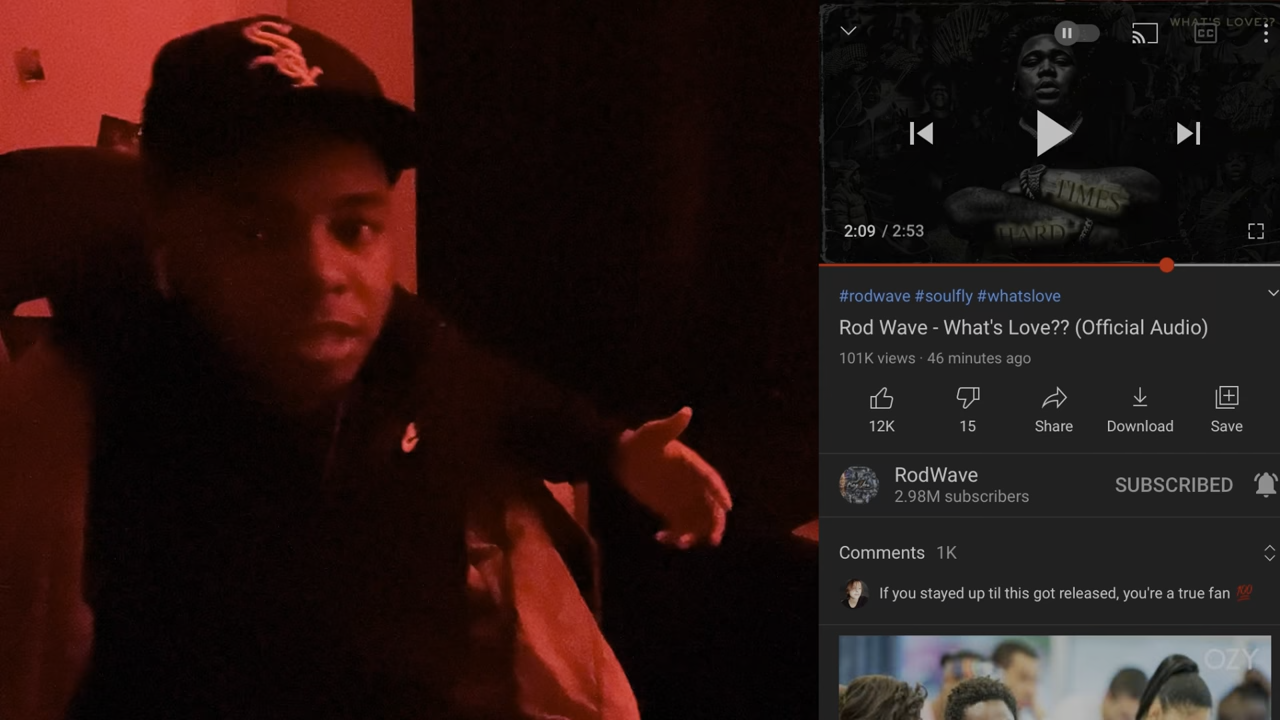 Sox
WHAT'S LOVE??
CC
TIMES
HARD
2:09 / 2:53
#rodwave #soulfly #whatslove
Rod Wave - What's Love?? (Official Audio)
101K views · 46 minutes ago
12K
15
Share
Download
Save
RodWave
2.98M subscribers
SUBSCRIBED
Comments 1K
If you stayed up til this got released, you're a true fan 💯
OZY